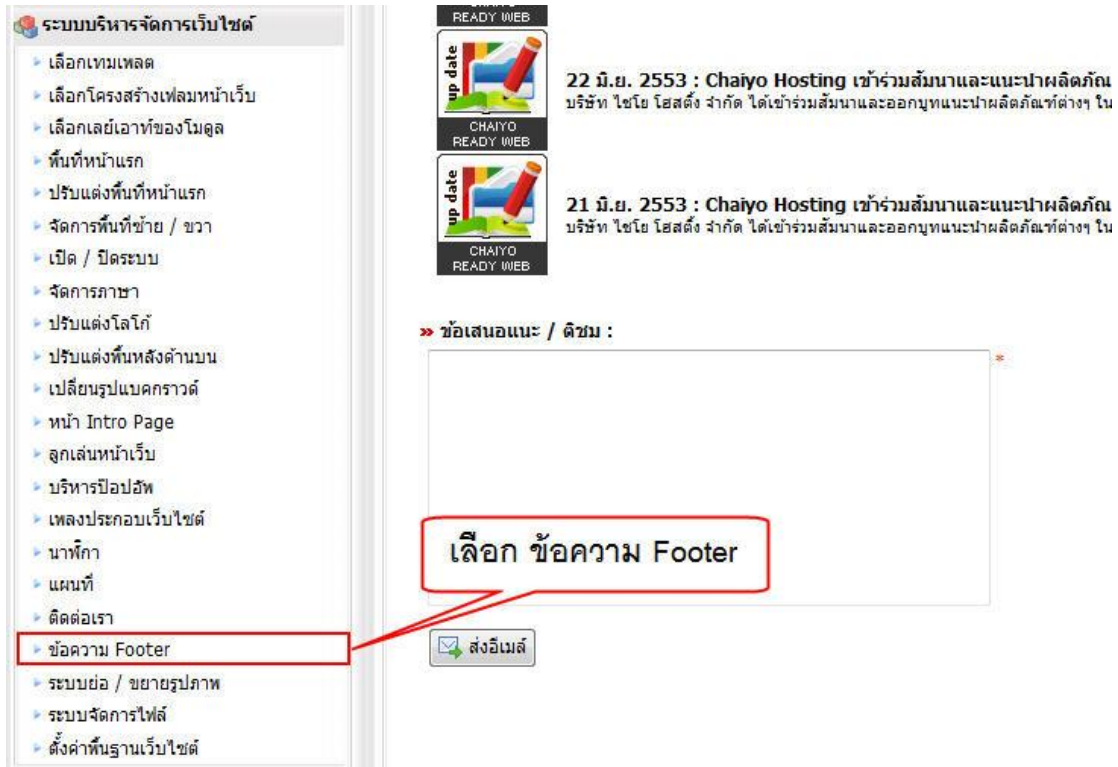 ระบบบริหารจัดการเว็บไซต์
เลือกเทมเพลต
เลือกโครงสร้างเฟลมหน้าเว็บ
เลือกเลย์เอาท์ของโมดูล
พื้นที่หน้าแรก
ปรับแต่งพื้นที่หน้าแรก
จัดการพื้นที่ซ้าย / ขวา
เปิด / ปิดระบบ
จัดการภาษา
ปรับแต่งโลโก้
ปรับแต่งพื้นหลังด้านบน
เปลี่ยนรูปแบคกราวด์
หน้า Intro Page
ลูกเล่นหน้าเว็บ
บริหารป๊อปอัพ
เพลงประกอบเว็บไซต์
นาฬิกา
แผนที่
ติดต่อเรา
ข้อความ Footer
ระบบย่อ / ขยายรูปภาพ
ระบบจัดการไฟล์
ตั้งค่าพื้นฐานเว็บไซต์
READY WEB
up date
CHAIYO
READY WEB
22 มิ.ย. 2553 : Chaiyo Hosting เข้าร่วมสัมนาและแนะนำผลิตภัณ
บริษัท ไชโย โฮสติ้ง จำกัด ได้เข้าร่วมสัมนาและออกบูทแนะนำผลิตภัณฑ์ต่างๆ ใน
up date
CHAIYO
READY WEB
21 มิ.ย. 2553 : Chaiyo Hosting เข้าร่วมสัมนาและแนะนำผลิตภัณ
บริษัท ไชโย โฮสติ้ง จำกัด ได้เข้าร่วมสัมนาและออกบูทแนะนำผลิตภัณฑ์ต่างๆ ใน
» ข้อเสนอแนะ / ติชม :
*
เลือก ข้อความ Footer
ส่งอีเมล์